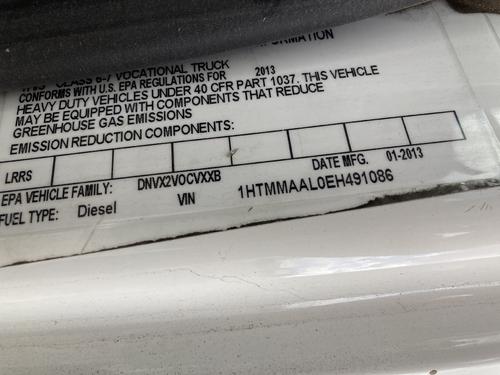 INFORMATION
THIS CLASS 6-7 VOCATIONAL TRUCK
CONFORMS WITH U.S. EPA REGULATIONS FOR 2013
HEAVY DUTY VEHICLES UNDER 40 CFR PART 1037. THIS VEHICLE
MAY BE EQUIPPED WITH COMPONENTS THAT REDUCE
GREENHOUSE GAS EMISSIONS
EMISSION REDUCTION COMPONENTS:
LRRS
DATE MFG. 01-2013
EPA VEHICLE FAMILY: DNVX2VOCVXXB
FUEL TYPE: Diesel VIN 1HTMMAAL0EH491086